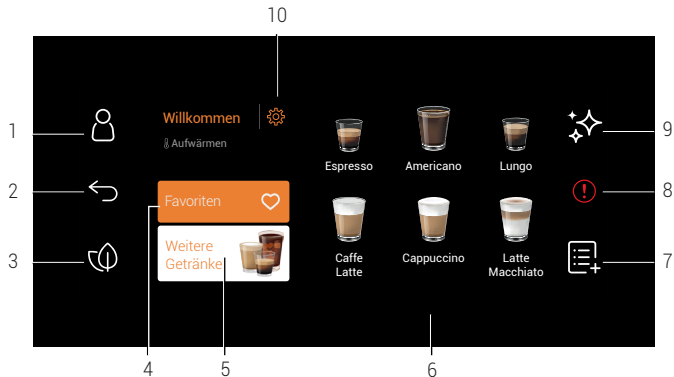 10
1
2
3
Willkommen
Aufwärmen
Favoriten
Weitere
Getränke
Espresso
Americano
Lungo
Caffe
Latte
Cappuccino
Latte
Macchiato
9
8
7
4
5
6